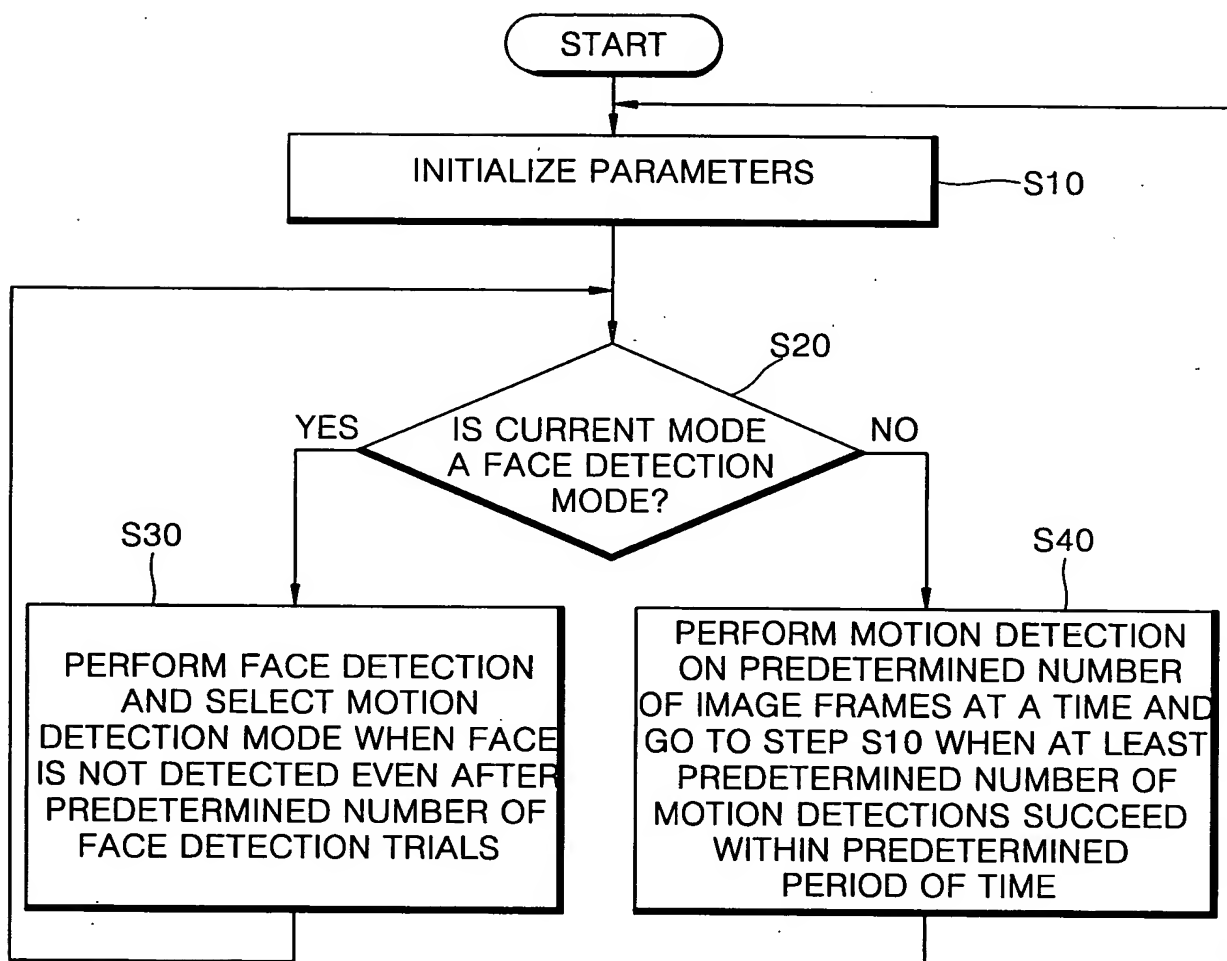 START
INITIALIZE PARAMETERS
S10
S20
YES
IS CURRENT MODE
A FACE DETECTION
MODE?
NO
S30
PERFORM FACE DETECTION
AND SELECT MOTION
DETECTION MODE WHEN FACE
IS NOT DETECTED EVEN AFTER
PREDETERMINED NUMBER OF
FACE DETECTION TRIALS
S40
PERFORM MOTION DETECTION
ON PREDETERMINED NUMBER
OF IMAGE FRAMES AT A TIME AND
GO TO STEP S10 WHEN AT LEAST
PREDETERMINED NUMBER OF
MOTION DETECTIONS SUCCEED
WITHIN PREDETERMINED
PERIOD OF TIME